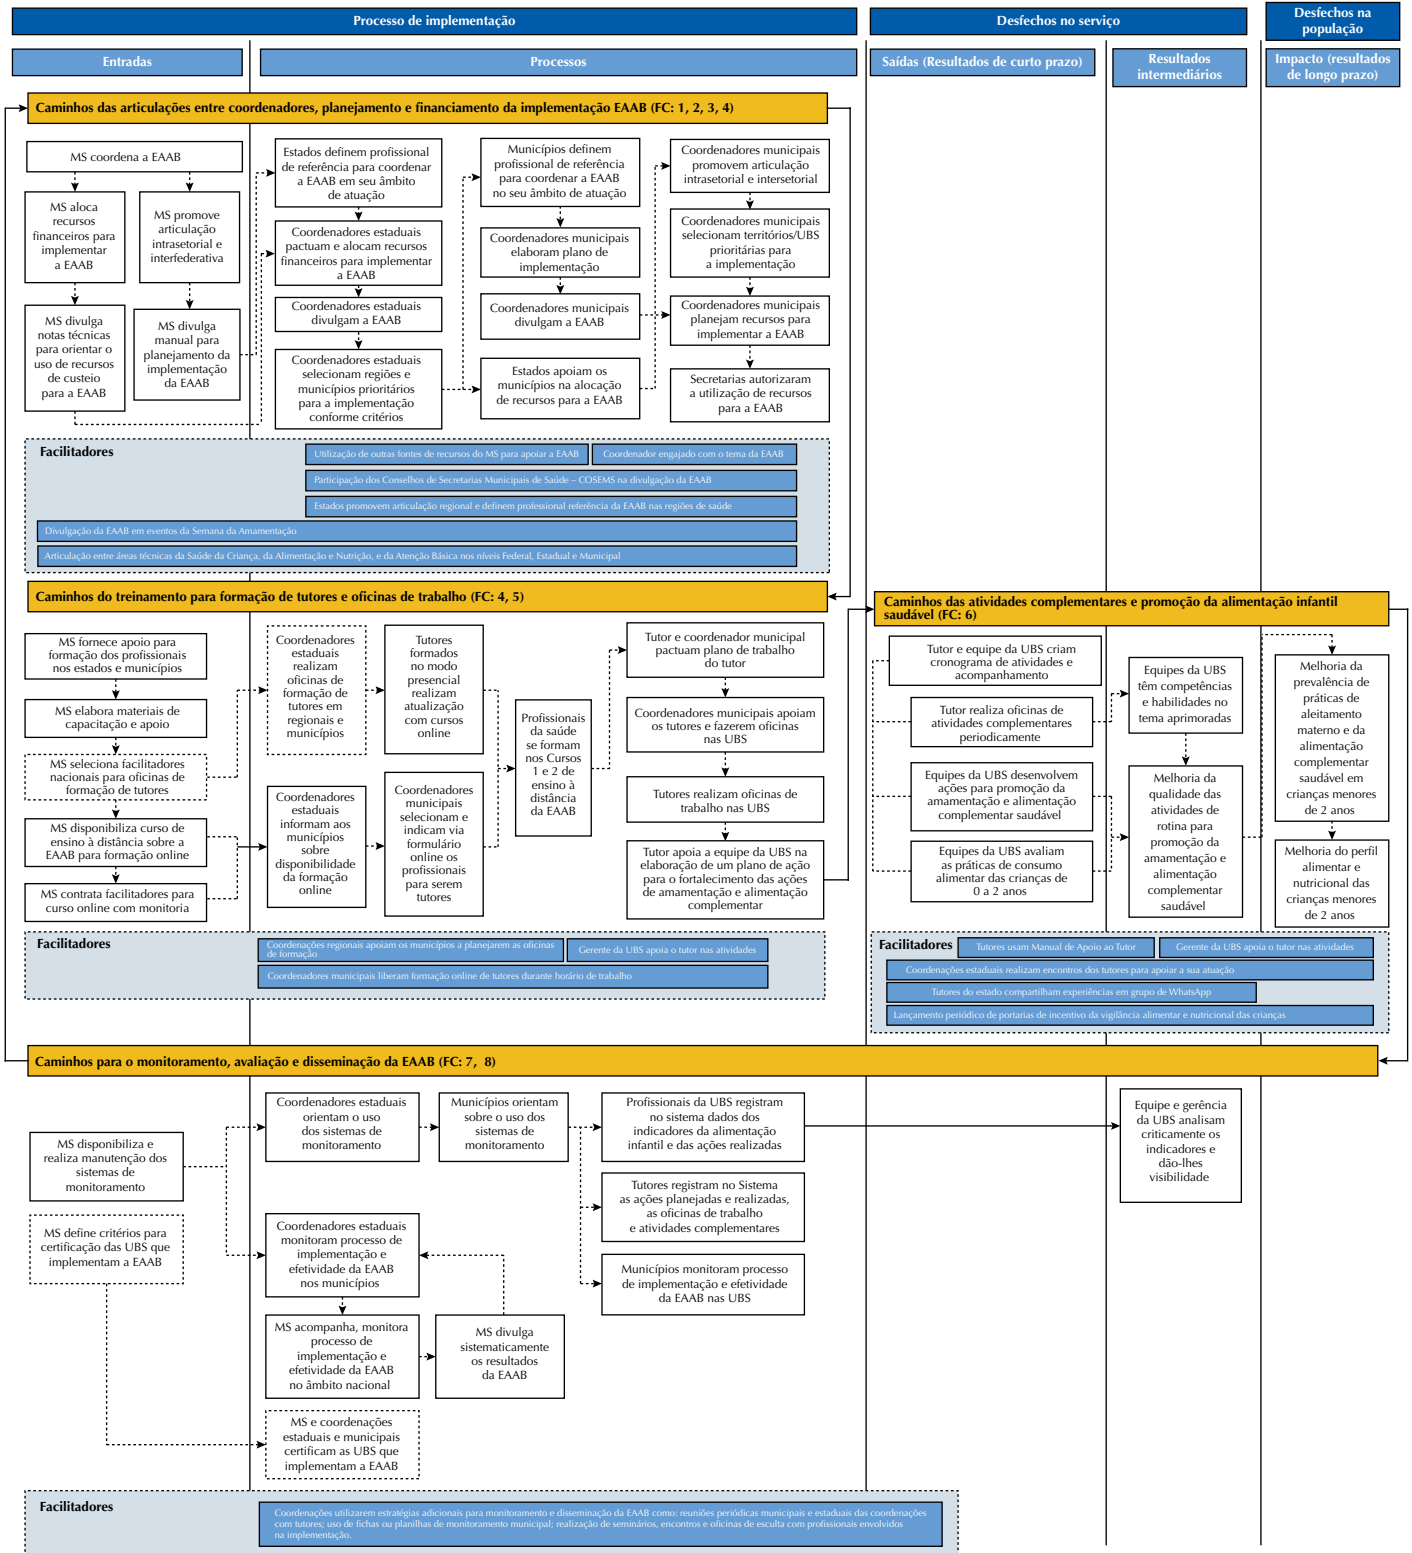 Processo de implementação
Desfechos no serviço
Desfechos na
população
Entradas
Processos
Saídas (Resultados de curto prazo)
Resultados
intermediários
Impacto (resultados
de longo prazo)
Caminhos das articulações entre coordenadores, planejamento e financiamento da implementação EAAB (FC: 1, 2, 3, 4)
MS coordena a EAAB
MS aloca
recursos
financeiros para
implementar
a EAAB
MS promove
articulação
intrasetorial e
interfederativa
MS divulga
notas técnicas
para orientar o
uso de recursos
de custeio
para a EAAB
MS divulga
manual para
planejamento da
implementação
da EAAB
Estados definem profissional
de referência para coordenar
a EAAB em seu âmbito
de atuação
Coordenadores estaduais
pactuam e alocam recursos
financeiros para implementar
a EAAB
Coordenadores estaduais
divulgam a EAAB
Coordenadores estaduais
selecionam regiões e
municípios prioritários
para a implementação
conforme critérios
Municípios definem
profissional de referência
para coordenar a EAAB
no seu âmbito de atuação
Coordenadores municipais
elaboram plano de
implementação
Coordenadores municipais
divulgam a EAAB
Estados apoiam os
municípios na alocação
de recursos para a EAAB
Coordenadores municipais
promovem articulação
intrasetorial e intersetorial
Coordenadores municipais
selecionam territórios/UBS
prioritárias para
a implementação
Coordenadores municipais
planejam recursos para
implementar a EAAB
Secretarias autorizaram
a utilização de recursos
para a EAAB
Facilitadores
Utilização de outras fontes de recursos do MS para apoiar a EAAB
Coordenador engajado com o tema da EAAB
Participação dos Conselhos de Secretarias Municipais de Saúde – COSEMS na divulgação da EAAB
Estados promovem articulação regional e definem professional referência da EAAB nas regiões de saúde
Divulgação da EAAB em eventos da Semana da Amamentação
Articulação entre áreas técnicas da Saúde da Criança, da Alimentação e Nutrição, e da Atenção Básica nos níveis Federal, Estadual e Municipal
Caminhos do treinamento para formação de tutores e oficinas de trabalho (FC: 4, 5)
MS fornece apoio para
formação dos profissionais
nos estados e municípios
MS elabora materiais de
capacitação e apoio
MS seleciona facilitadores
nacionais para oficinas de
formação de tutores
MS disponibiliza curso de
ensino à distância sobre a
EAAB para formação online
MS contrata facilitadores para
curso online com monitoria
Coordenadores
estaduais
realizam
oficinas de
formação de
tutores em
regionais e
municípios
Coordenadores
estaduais
informam aos
municípios
sobre
disponibilidade
da formação
online
Tutores
formados
no modo
presencial
realizam
atualização
com cursos
online
Coordenadores
municipais
selecionam e
indicam via
formulário
online os
profissionais
para serem
tutores
Profissionais
da saúde
se formam
nos Cursos
1 e 2 de
ensino à
distância
da EAAB
Tutor e coordenador municipal
pactuam plano de trabalho
do tutor
Coordenadores municipais apoiam
os tutores e fazerem oficinas
nas UBS
Tutores realizam oficinas de
trabalho nas UBS
Tutor apoia a equipe da UBS na
elaboração de um plano de ação
para o fortalecimento das ações
de amamentação e alimentação
complementar
Facilitadores
Coordenações regionais apoiam os municípios a planejarem as oficinas
de formação
Gerente da UBS apoia o tutor nas atividades
Coordenadores municipais liberam formação online de tutores durante horário de trabalho
Caminhos das atividades complementares e promoção da alimentação infantil
saudável (FC: 6)
Tutor e equipe da UBS criam
cronograma de atividades e
acompanhamento
Tutor realiza oficinas de
atividades complementares
periodicamente
Equipes da UBS desenvolvem
ações para promoção da
amamentação e alimentação
complementar saudável
Equipes da UBS avaliam
as práticas de consumo
alimentar das crianças de
0 a 2 anos
Equipes da UBS
têm competências
e habilidades no
tema aprimoradas
Melhoria da
qualidade das
atividades de
rotina para
promoção da
amamentação e
alimentação
complementar
saudável
Melhoria da
prevalência de
práticas de
aleitamento
materno e da
alimentação
complementar
saudável em
crianças menores
de 2 anos
Melhoria do perfil
alimentar e
nutricional das
crianças menores
de 2 anos
Facilitadores
Tutores usam Manual de Apoio ao Tutor
Gerente da UBS apoia o tutor nas atividades
Coordenações estaduais realizam encontros dos tutores para apoiar a sua atuação
Tutores do estado compartilham experiências em grupo de WhatsApp
Lançamento periódico de portarias de incentivo da vigilância alimentar e nutricional das crianças
Caminhos para o monitoramento, avaliação e disseminação da EAAB (FC: 7, 8)
MS disponibiliza e
realiza manutenção dos
sistemas de
monitoramento
MS define critérios para
certificação das UBS que
implementam a EAAB
Coordenadores estaduais
orientam o uso
dos sistemas de
monitoramento
Coordenadores estaduais
monitoram processo de
implementação e
efetividade da EAAB
nos municípios
MS acompanha, monitora
processo de
implementação e
efetividade da EAAB
no âmbito nacional
MS e coordenações
estaduais e municipais
certificam as UBS que
implementam a EAAB
Municípios orientam
sobre o uso dos
sistemas de
monitoramento
MS divulga
sistematicamente
os resultados
da EAAB
Profissionais da UBS registram
no sistema dados dos
indicadores da alimentação
infantil e das ações realizadas
Tutores registram no Sistema
as ações planejadas e realizadas,
as oficinas de trabalho
e atividades complementares
Municípios monitoram processo
de implementação e efetividade
da EAAB nas UBS
Equipe e gerência
da UBS analisam
criticamente os
indicadores e
dão-lhes
visibilidade
Facilitadores
Coordenações utilizarem estratégias adicionais para monitoramento e disseminação da EAAB como: reuniões periódicas municipais e estaduais das coordenações
com tutores; uso de fichas ou planilhas de monitoramento municipal; realização de seminários, encontros e oficinas de esculta com profissionais envolvidos
na implementação.